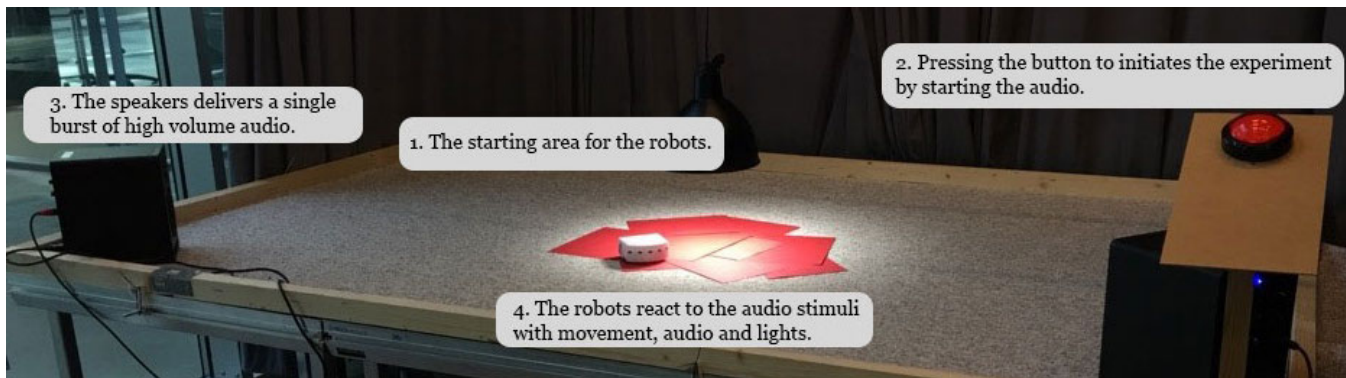 1. The starting area for the robots.
2. Pressing the button to initiates the experiment
by starting the audio.
3. The speakers delivers a single
burst of high volume audio.
4. The robots react to the audio stimuli
with movement, audio and lights.